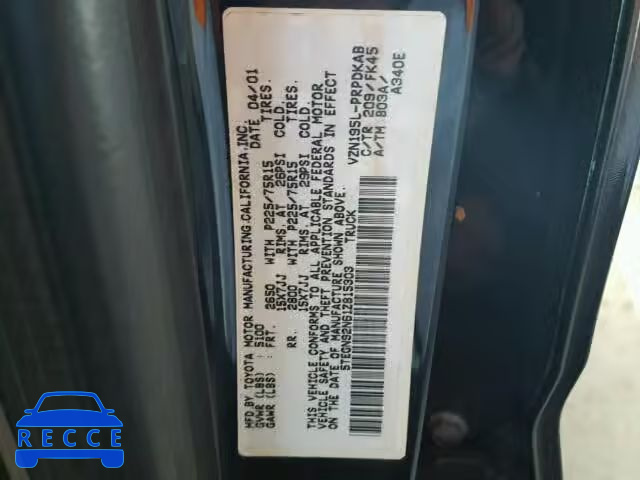 MFD BY TOYOTA MOTOR MANUFACTURING CALIFORNIA, INC.
GVWR (LBS) : 5100 DATE 04/01
GAWR (LBS) : FRT. 2650 WITH P225/75R15 TIRES.
15X7JJ RIMS. AT 26PSI COLD.
RR. 2800 WITH P225/75R15 TIRES.
15X7JJ RIMS. AT 29PSI COLD.
THIS VEHICLE CONFORMS TO ALL APPLICABLE FEDERAL MOTOR
VEHICLE SAFETY AND THEFT PREVENTION STANDARDS IN EFFECT
ON THE DATE OF MANUFACTURE SHOWN ABOVE.
5TEGN92N61Z815303 TRUCK
VZN195L-PRPDKAB
C/TR 209/FK45
A/TM B03A/
A340E
RECCE